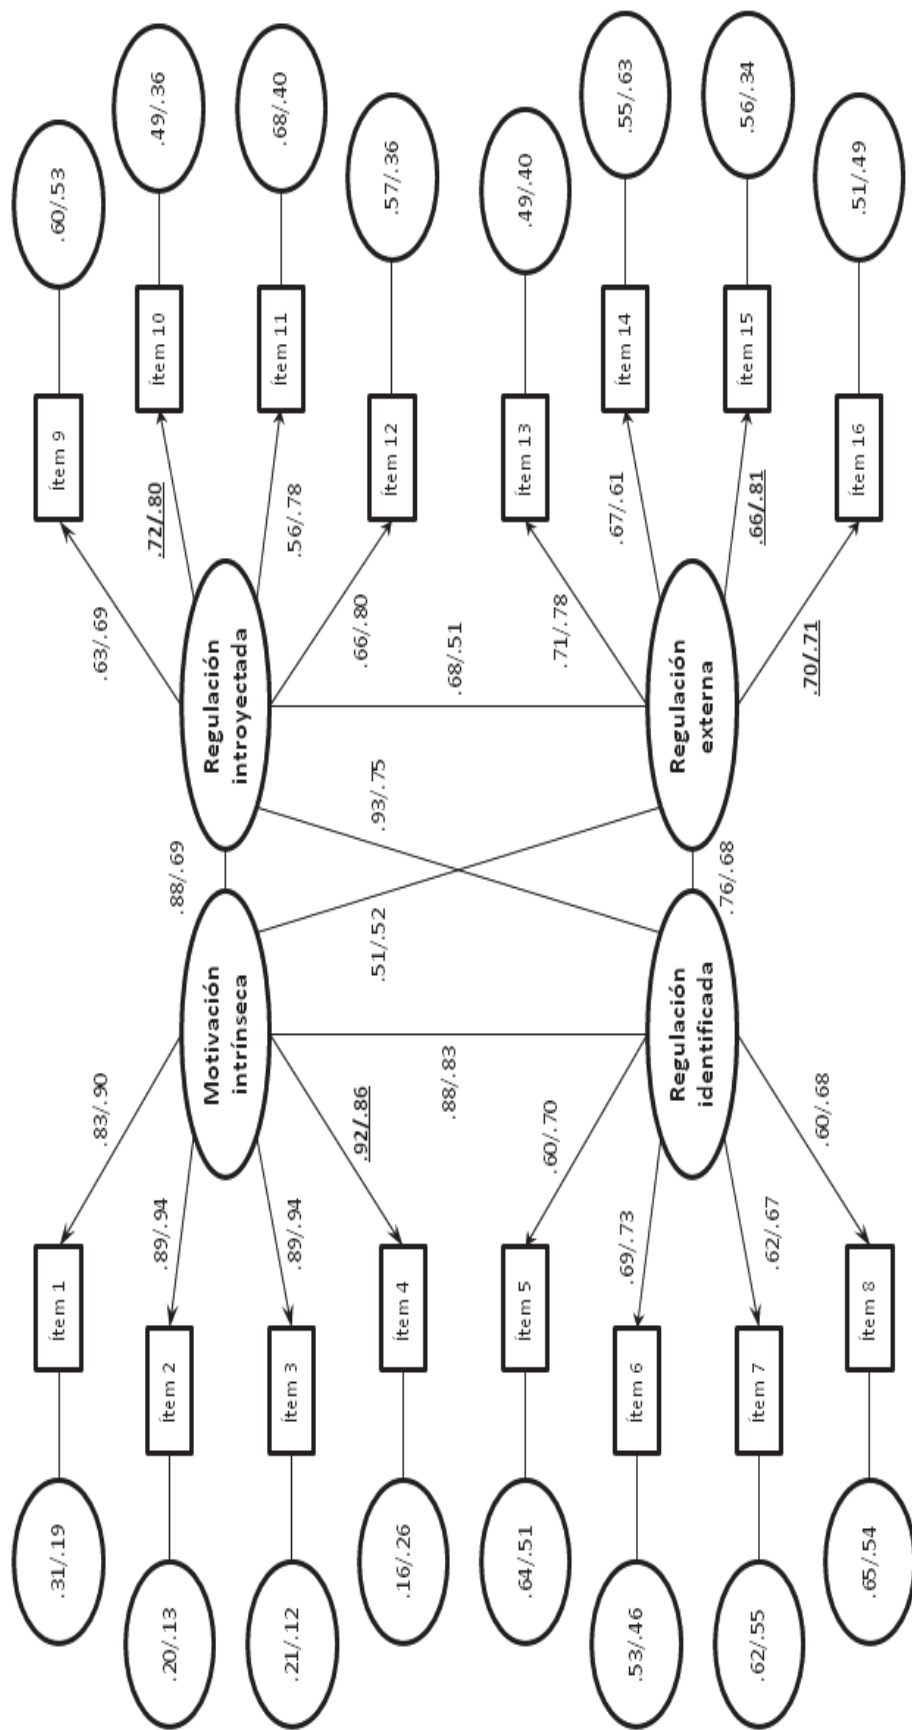 .31/.19
Ítem 1
Ítem 9
.60/.53
.83/.90
.63/.69
.20/.13
Ítem 2
.89/.94
.72/.80
Ítem 10
.49/.36
Motivación
intrínseca
.88/.69
Regulación
introyectada
.21/.12
Ítem 3
.89/.94
.56/.78
Ítem 11
.68/.40
.92/.86
.66/.80
.16/.26
Ítem 4
Ítem 12
.57/.36
.51/.52
.93/.75
.88/.83
.68/.51
.64/.51
Ítem 5
.60/.70
.71/.78
Ítem 13
.49/.40
.53/.46
Ítem 6
.69/.73
.67/.61
Ítem 14
.55/.63
Regulación
identificada
.76/.68
Regulación
externa
.62/.55
Ítem 7
.62/.67
.66/.81
Ítem 15
.56/.34
.60/.68
.70/.71
.65/.54
Ítem 8
Ítem 16
.51/.49